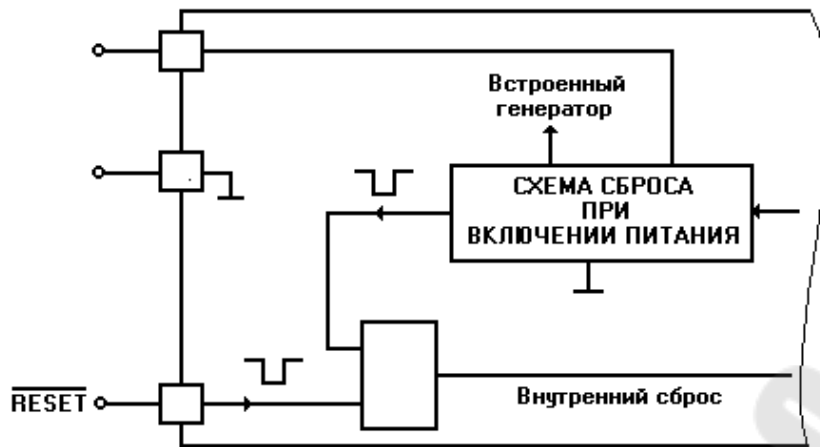 Встроенный
генератор
СХЕМА СБРОСА
ПРИ
ВКЛЮЧЕНИИ ПИТАНИЯ
RESET
Внутренний сброс